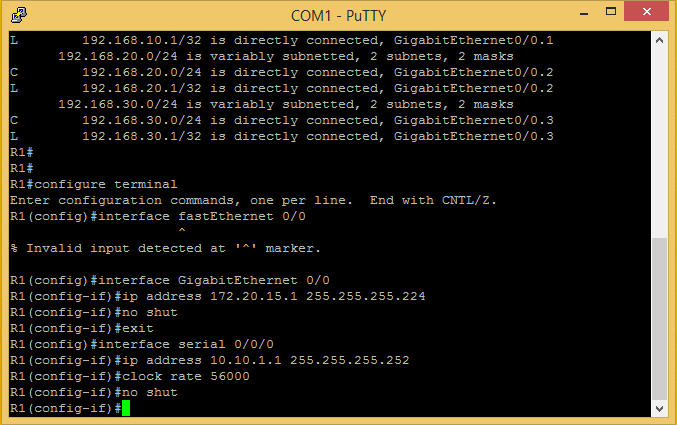 COM1 - PuTTY
L        192.168.10.1/32 is directly connected, GigabitEthernet0/0.1
      192.168.20.0/24 is variably subnetted, 2 subnets, 2 masks
C        192.168.20.0/24 is directly connected, GigabitEthernet0/0.2
L        192.168.20.1/32 is directly connected, GigabitEthernet0/0.2
      192.168.30.0/24 is variably subnetted, 2 subnets, 2 masks
C        192.168.30.0/24 is directly connected, GigabitEthernet0/0.3
L        192.168.30.1/32 is directly connected, GigabitEthernet0/0.3
R1#
R1#
R1#configure terminal
Enter configuration commands, one per line.  End with CNTL/Z.
R1(config)#interface fastEthernet 0/0
                     ^
% Invalid input detected at '^' marker.

R1(config)#interface GigabitEthernet 0/0
R1(config-if)#ip address 172.20.15.1 255.255.255.224
R1(config-if)#no shut
R1(config-if)#exit
R1(config)#interface serial 0/0/0
R1(config-if)#ip address 10.10.1.1 255.255.255.252
R1(config-if)#clock rate 56000
R1(config-if)#no shut
R1(config-if)#